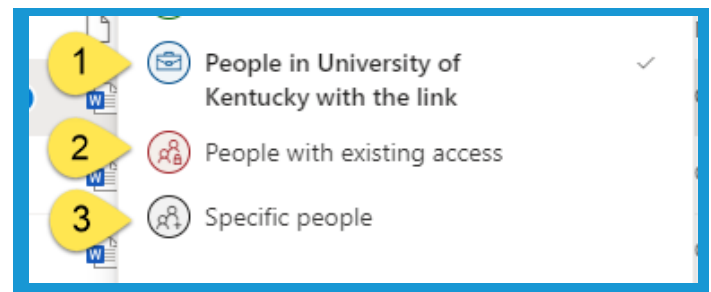 1
People in University of
Kentucky with the link
2
People with existing access
3
Specific people
W
W
W